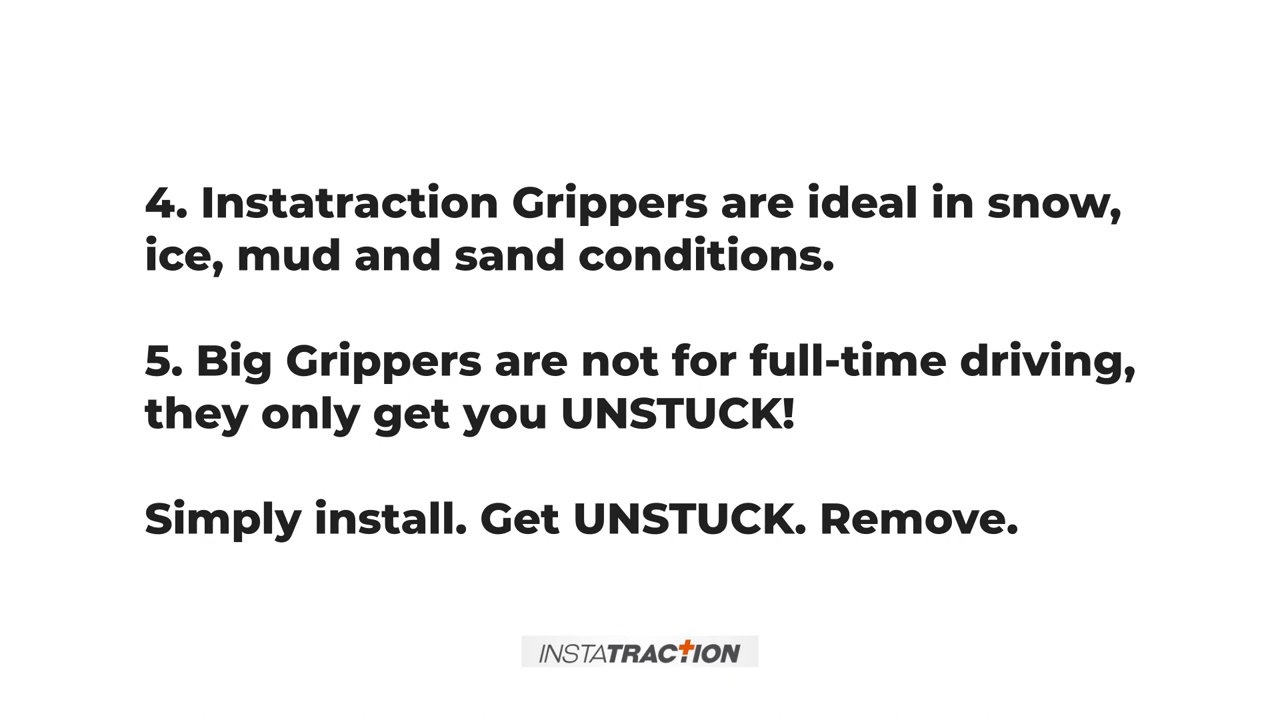 4. Instatraction Grippers are ideal in snow,
ice, mud and sand conditions.
5. Big Grippers are not for full-time driving,
they only get you UNSTUCK!
Simply install. Get UNSTUCK. Remove.
INSTATRACTION